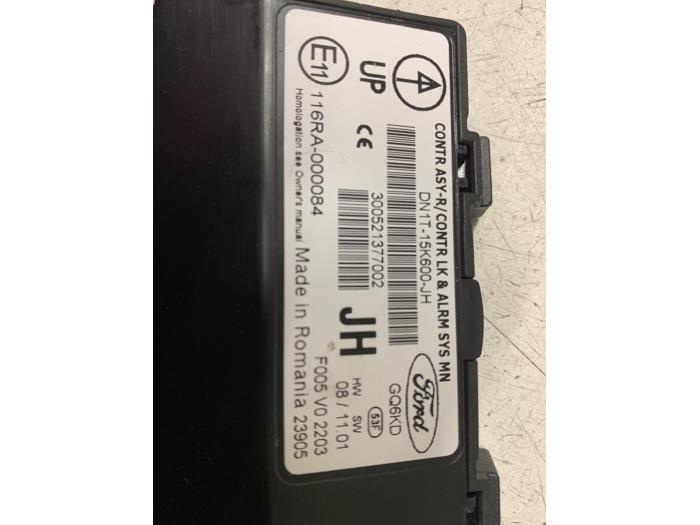 CONTR ASY-R/CONTR LK & ALRM SYS MN
DN1T-15K600-JH
GQ6KD
Ford
UP
CE
300521377002
JH
HW SW
08 / 11.01
53F
E11
116RA-000084
Homologation see Owner's manual
Made in Romania 23905
F005 V0 2203